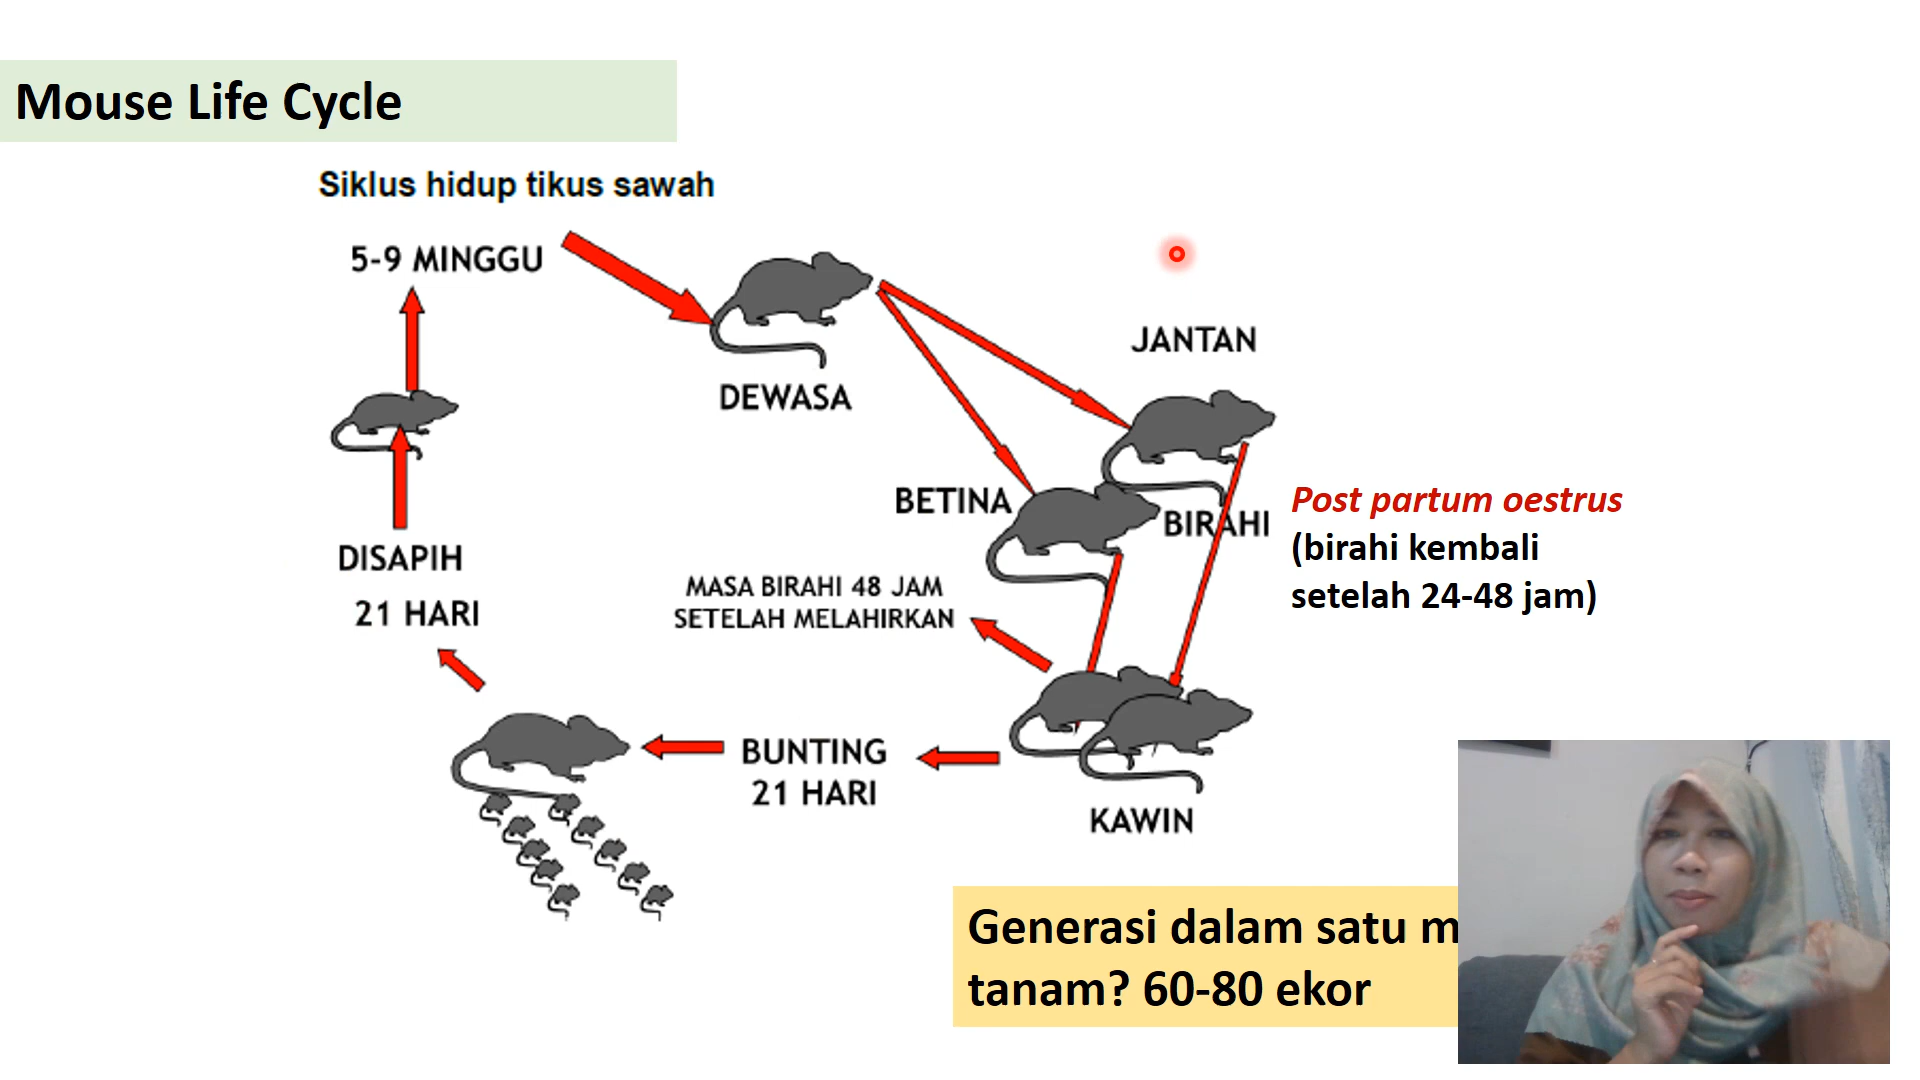 Mouse Life Cycle
Siklus hidup tikus sawah
5-9 MINGGU
DEWASA
JANTAN
BETINA
BIRAHI
Post partum oestrus
(birahi kembali
setelah 24-48 jam)
DISAPIH
21 HARI
MASA BIRAHI 48 JAM
SETELAH MELAHIRKAN
BUNTING
21 HARI
KAWIN
Generasi dalam satu
tanam? 60-80 ekor